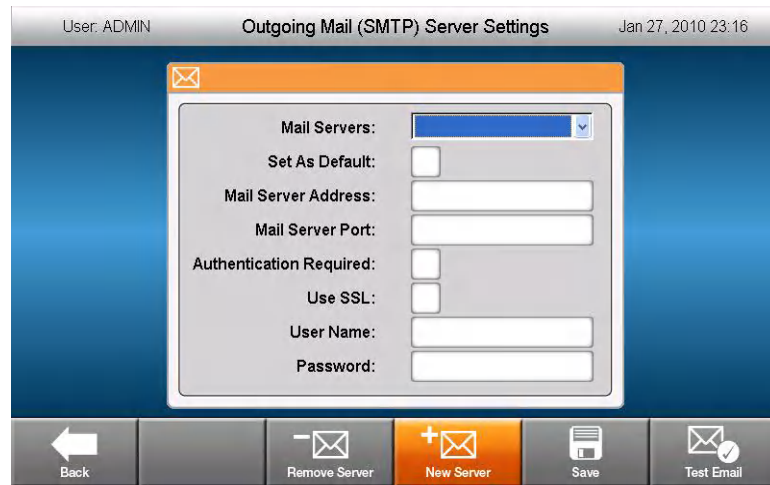 User: ADMIN Outgoing Mail (SMTP) Server Settings Jan 27, 2010 23:16
Mail Servers:
Set As Default:
Mail Server Address:
Mail Server Port:
Authentication Required:
Use SSL:
User Name:
Password:
Back Remove Server New Server Save Test Email